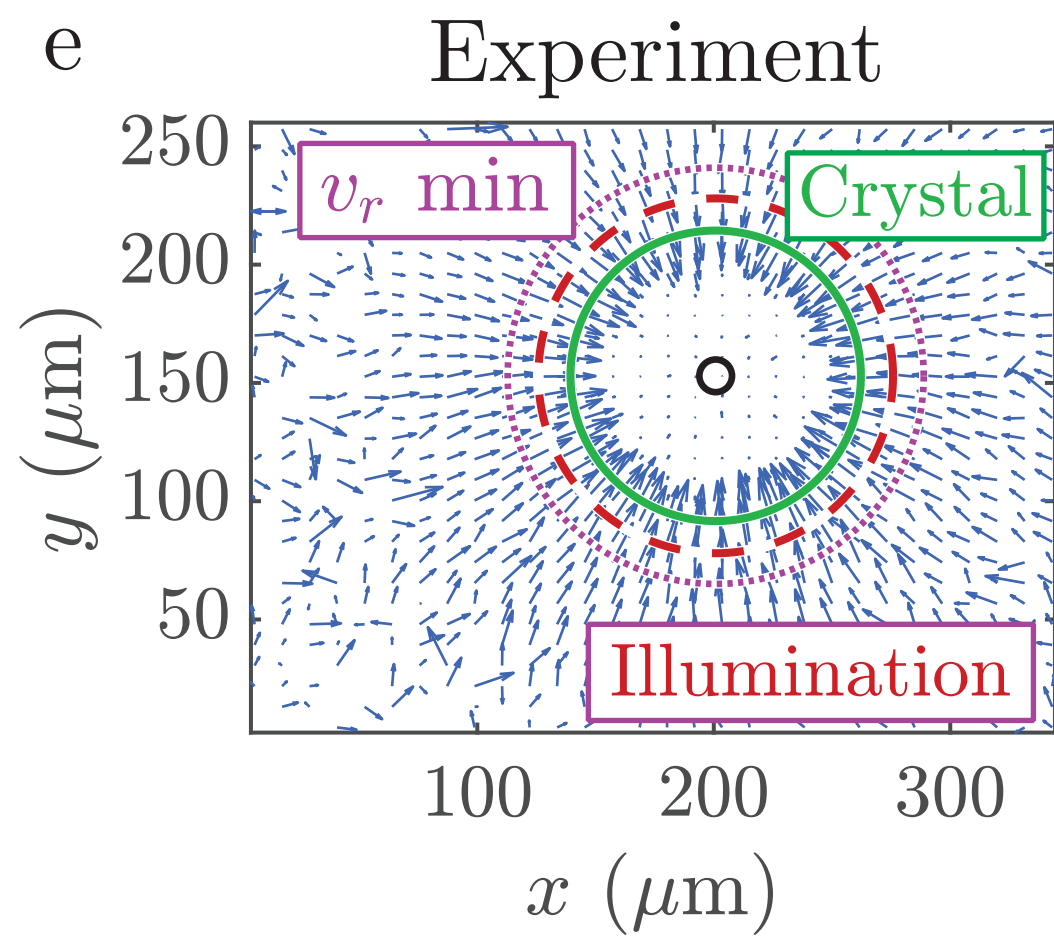 e
Experiment
250
200
150
100
50
y (μm)
v_r min
Crystal
Illumination
100 200 300
x (μm)